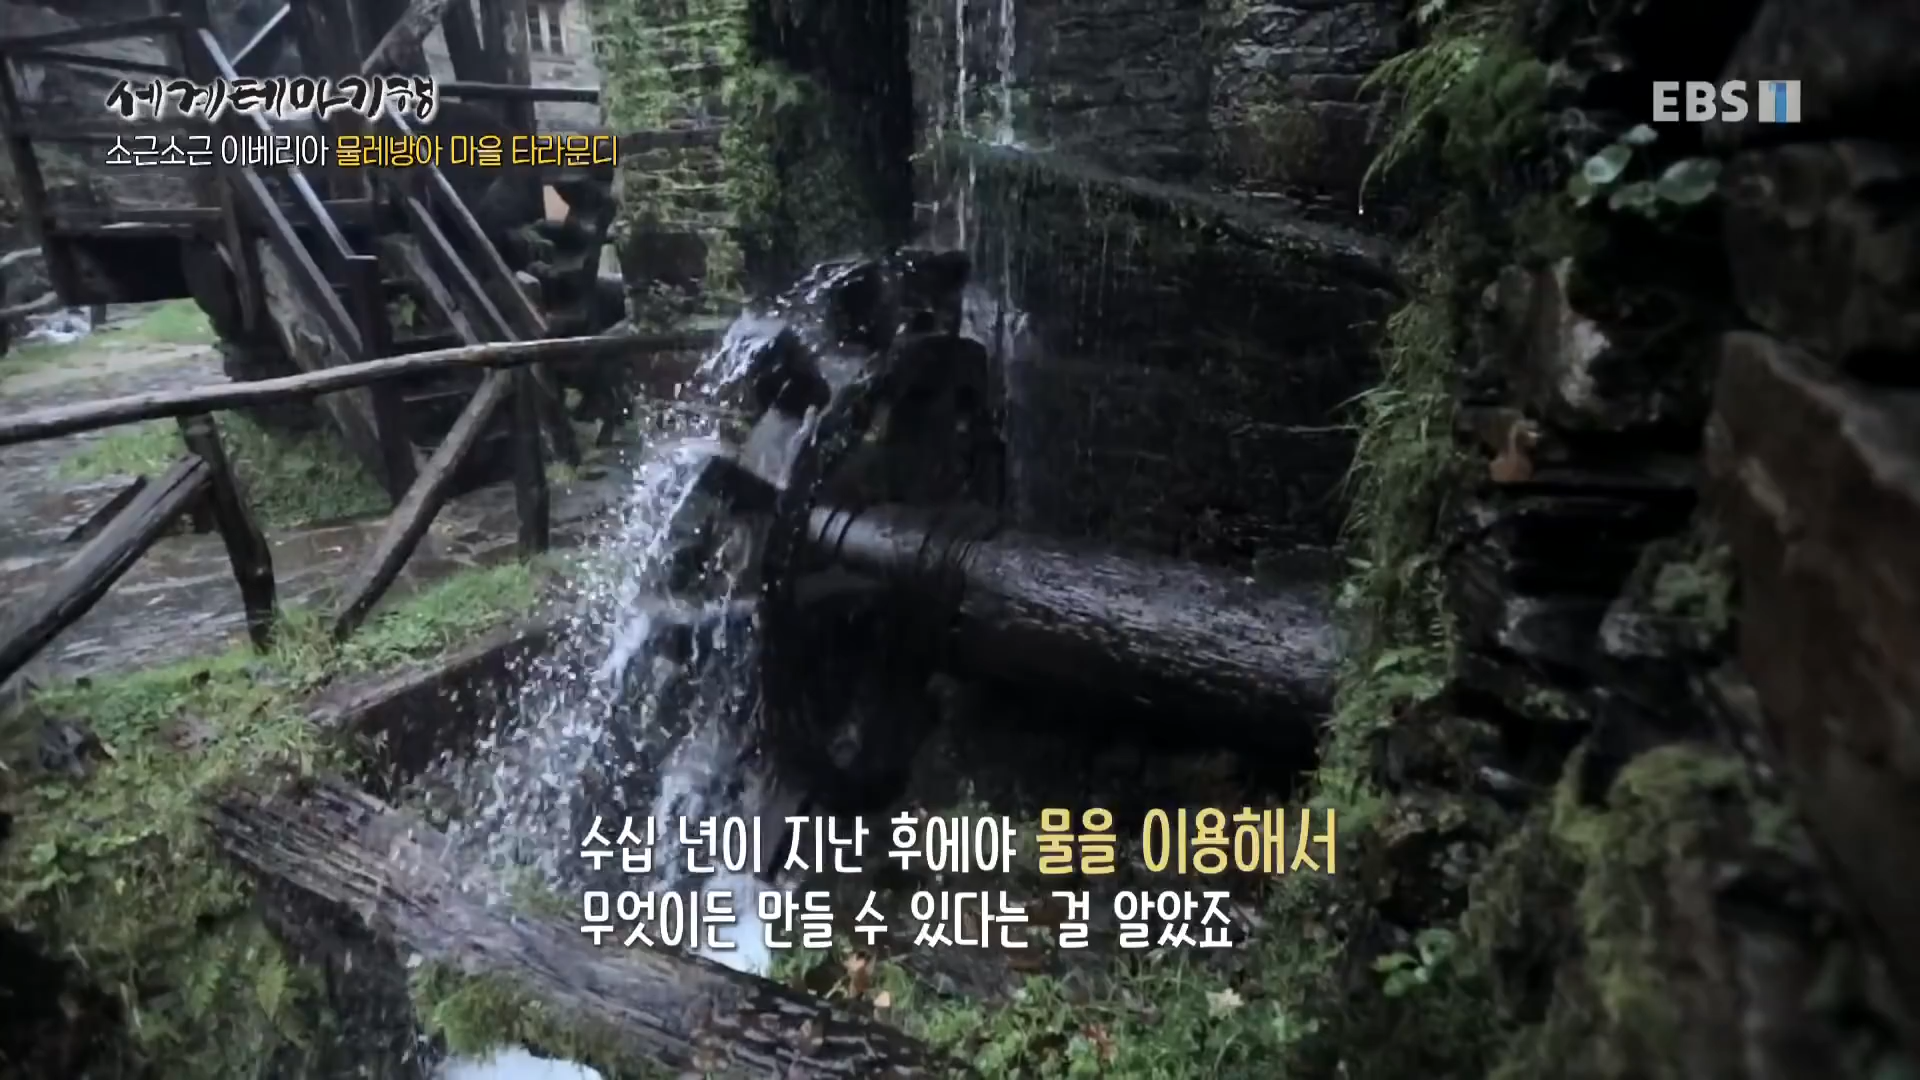 세계테마기행
소근소근 이베리아 물레방아 마을 타라문디
EBS 1
수십 년이 지난 후에야 물을 이용해서
무엇이든 만들 수 있다는 걸 알았죠